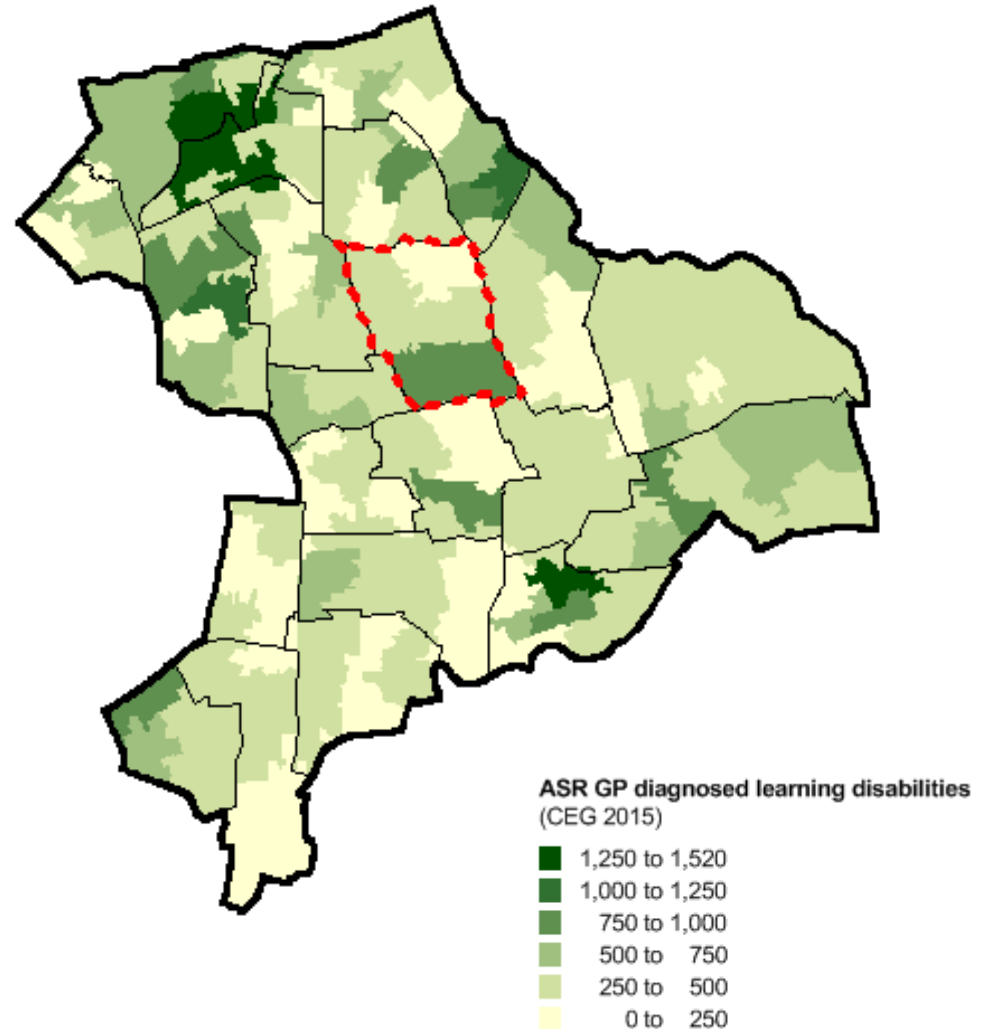 ASR GP diagnosed learning disabilities
(CEG 2015)
1,250 to 1,520
1,000 to 1,250
750 to 1,000
500 to 750
250 to 500
0 to 250